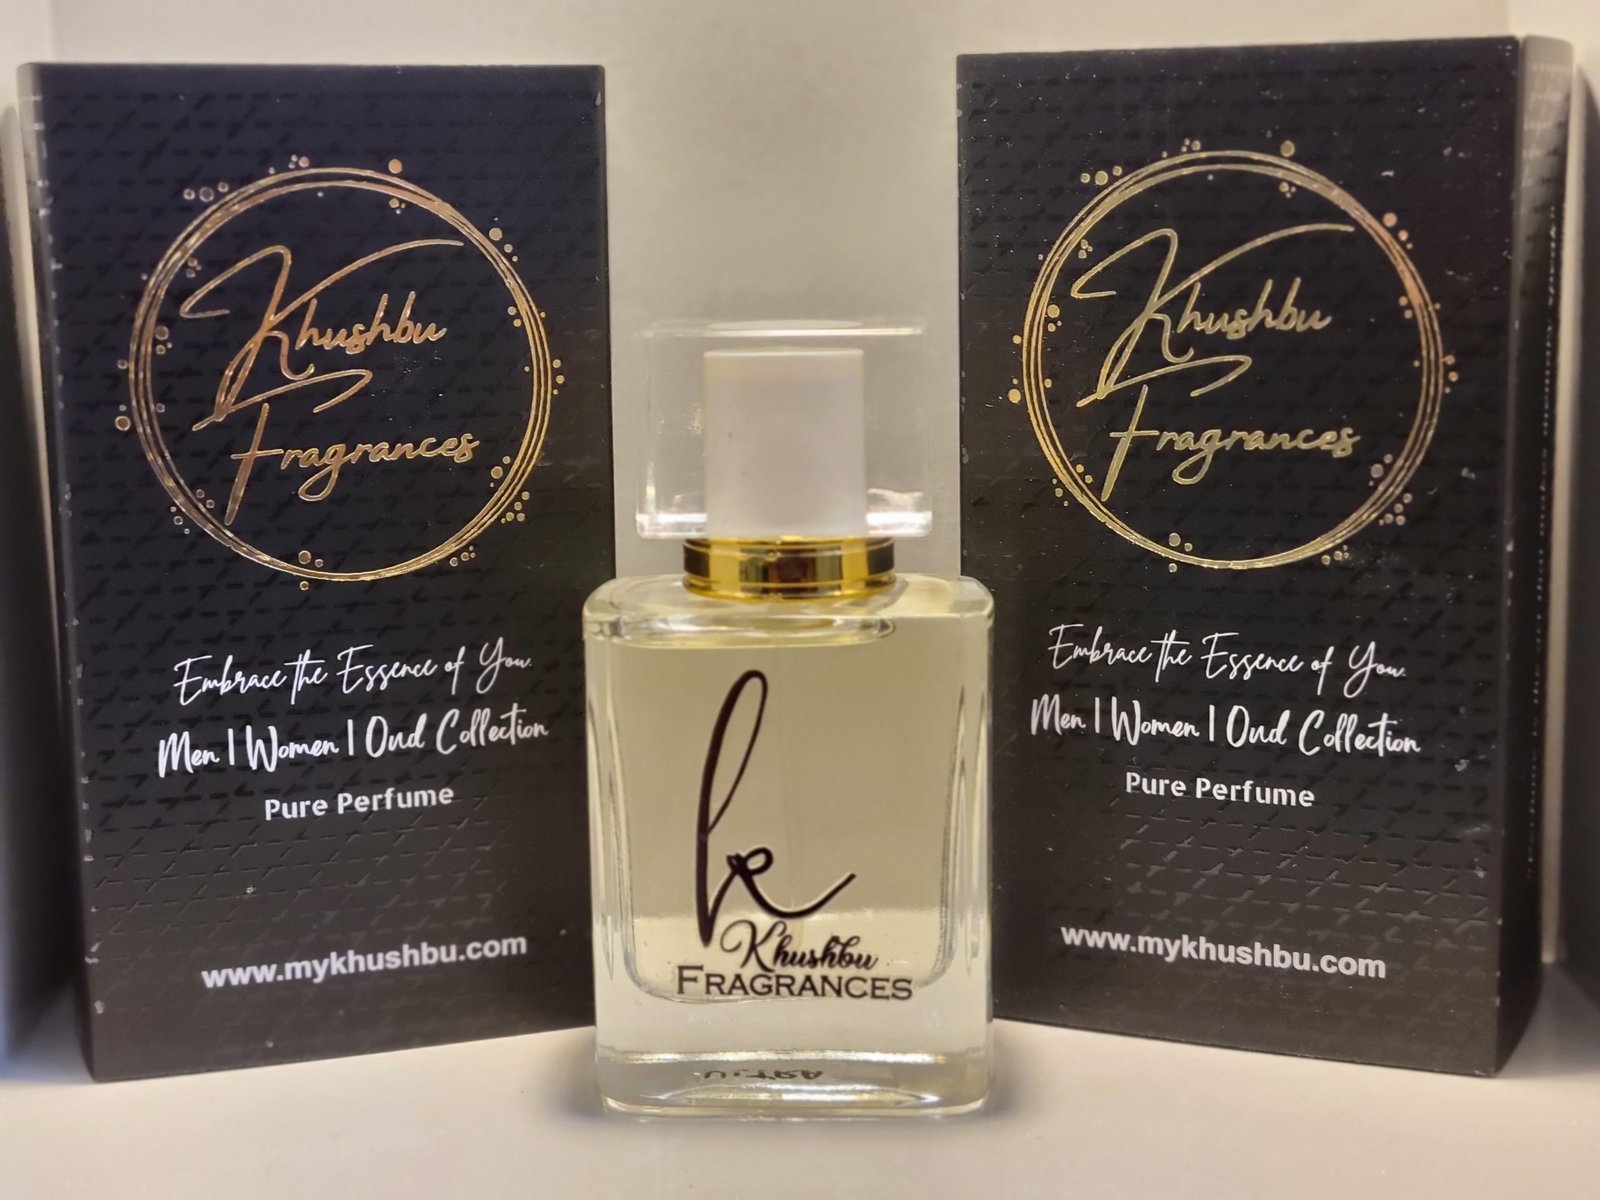 Khushbu
Fragrances
Embrace the Essence of You.
Men | Women | Oud Collection
Pure Perfume
www.mykhushbu.com
k
Khushbu
FRAGRANCES
ULTRA
Khushbu
Fragrances
Embrace the Essence of You.
Men | Women | Oud Collection
Pure Perfume
www.mykhushbu.com